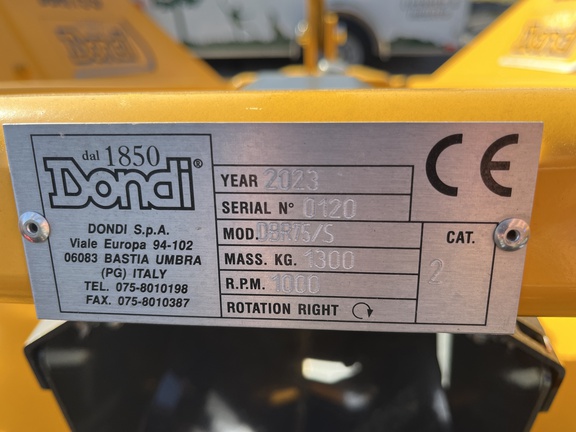 Dondi
dal 1850
Dondi®
DONDI S.p.A.
Viale Europa 94-102
06083 BASTIA UMBRA
(PG) ITALY
TEL. 075-8010198
FAX. 075-8010387
YEAR 2023
SERIAL N° 0120
MOD. DBR75/S
MASS. KG. 1300
R.P.M. 1000
ROTATION RIGHT
CE
CAT.
2